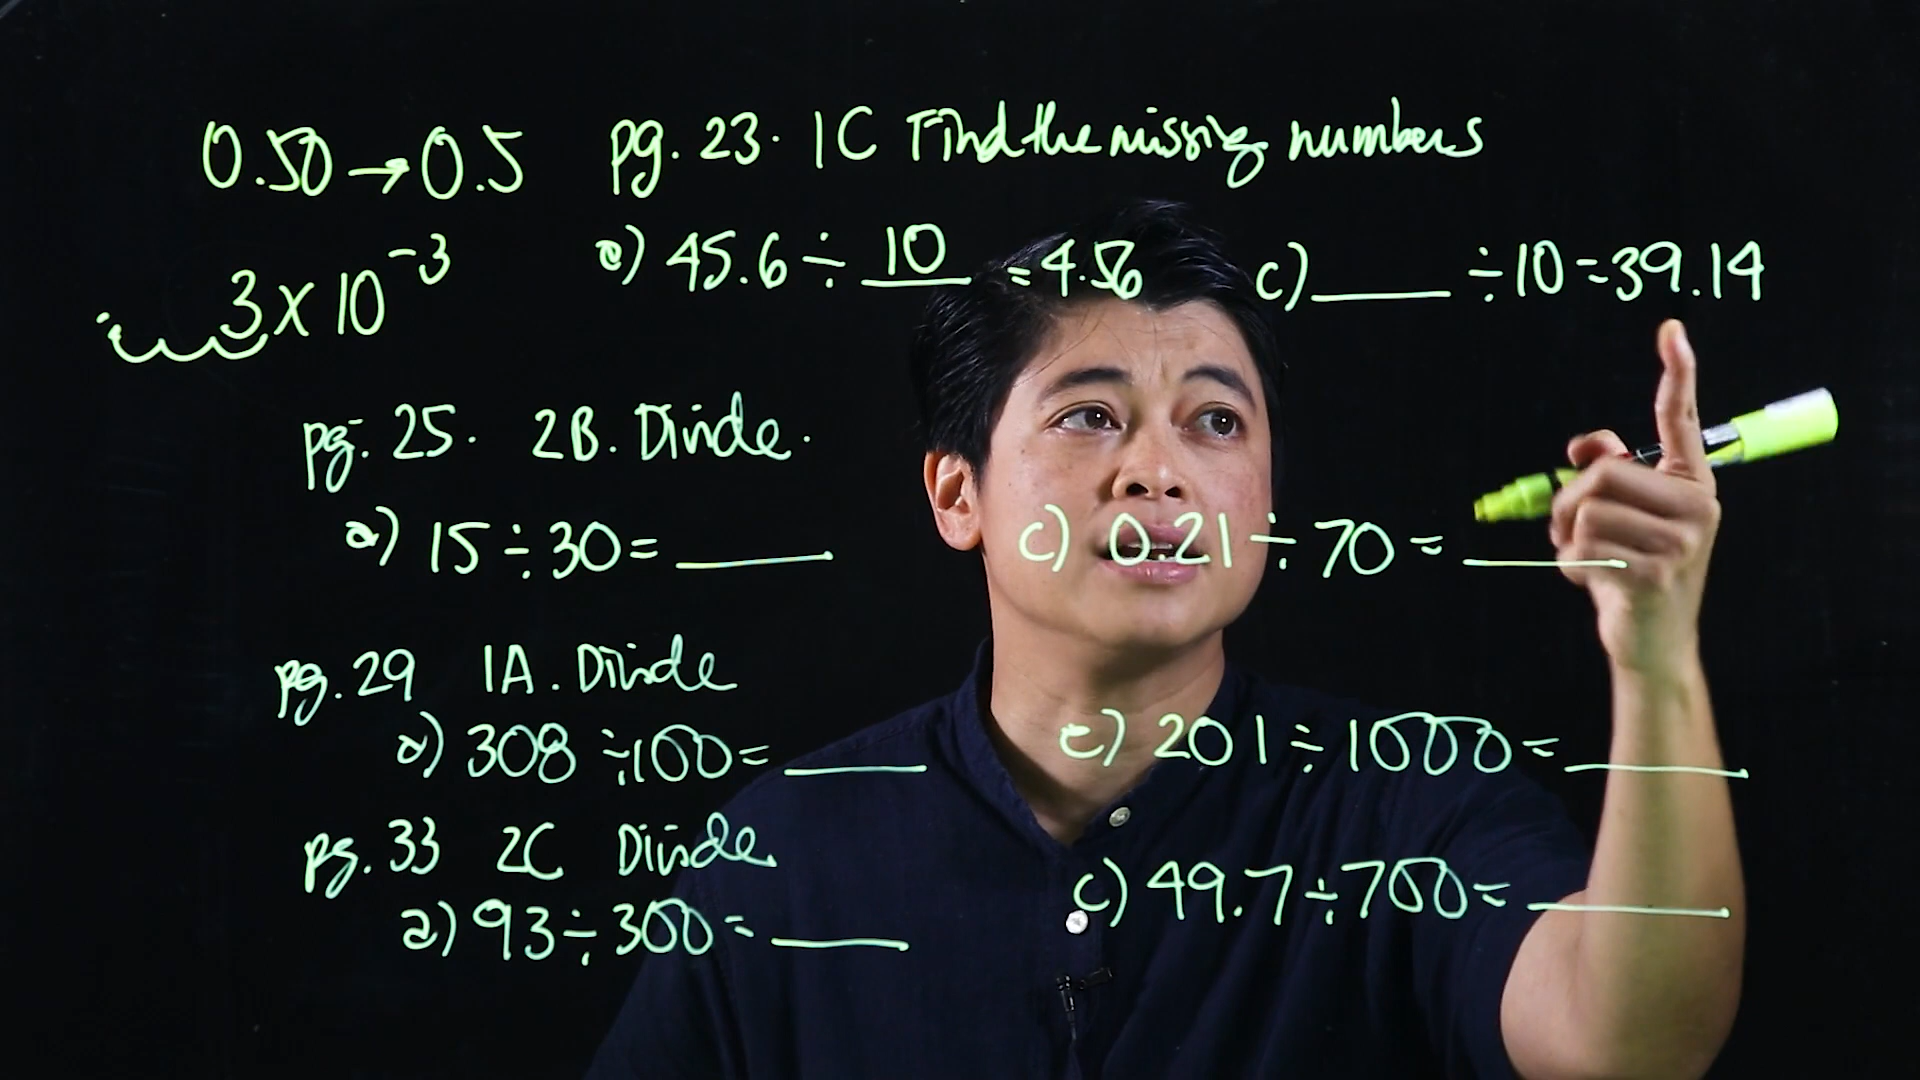 0.50 → 0.5
pg. 23. 1C Find the missing numbers
a) 45.6 ÷ 10 = 4.56
c) ____ ÷ 10 = 39.14
3 x 10⁻³
pg. 25. 2B. Divide.
a) 15 ÷ 30 = ____
c) 0.21 ÷ 70 = ____
pg. 29 1A. Divide
a) 308 ÷ 100 = ____
e) 201 ÷ 1000 = ____
pg. 33 2C Divide.
a) 93 ÷ 300 = ____
c) 49.7 ÷ 700 = ____